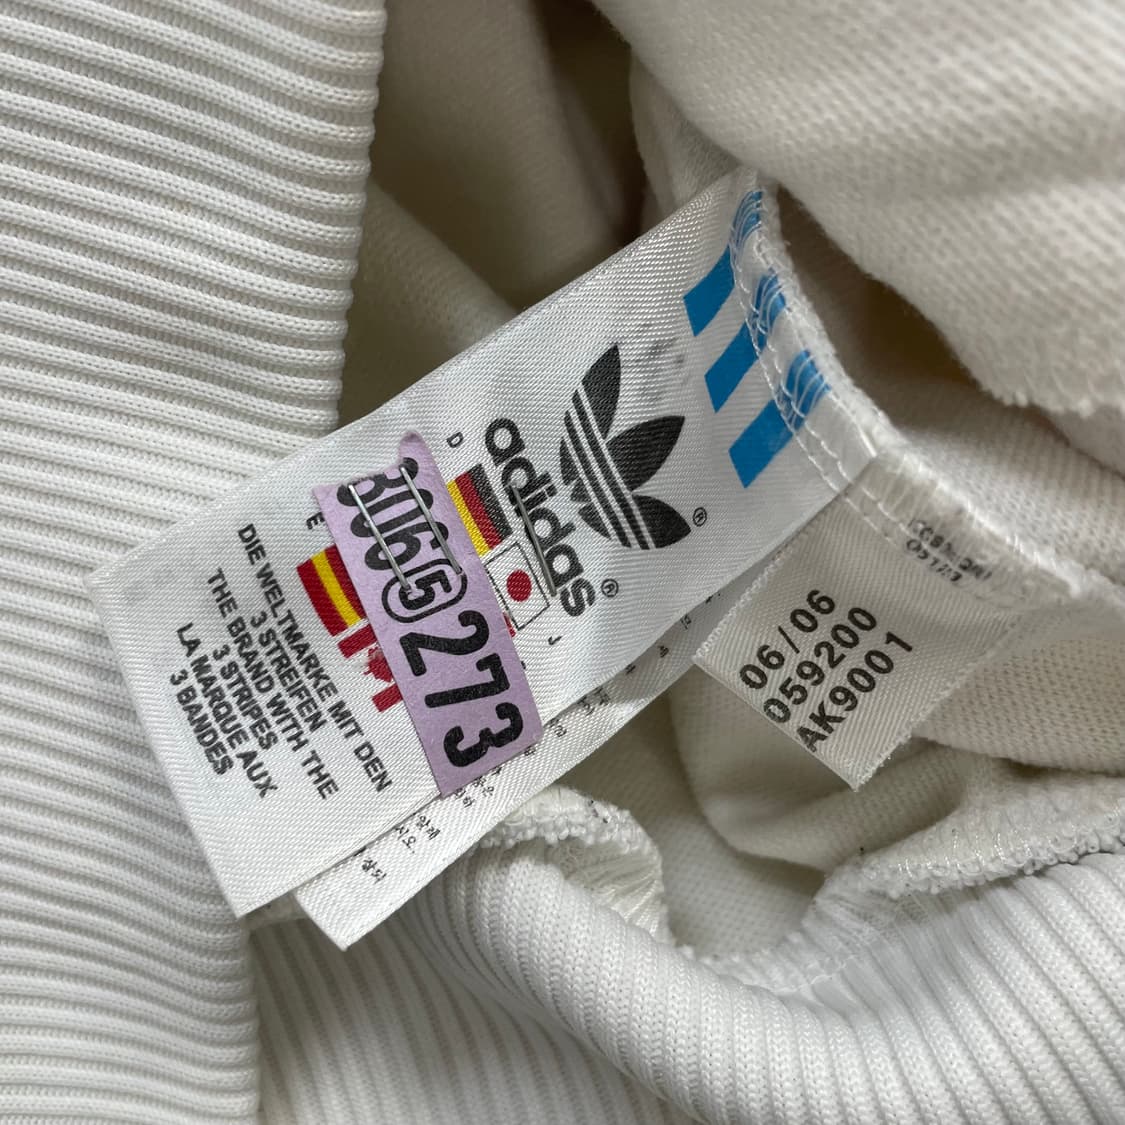 adidas
®
®
D
J
E
3065
273
DIE WELTMARKE MIT DEN
3 STREIFEN
THE BRAND WITH THE
3 STRIPES
LA MARQUE AUX
3 BANDES
06/06
059200
AK9001